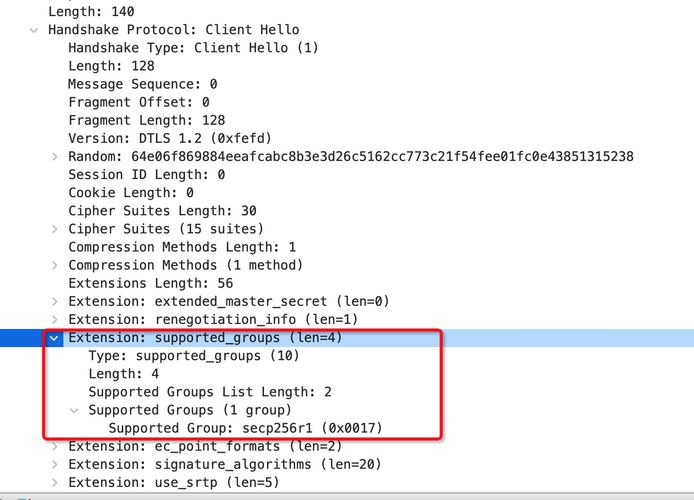 Length: 140
Handshake Protocol: Client Hello
Handshake Type: Client Hello (1)
Length: 128
Message Sequence: 0
Fragment Offset: 0
Fragment Length: 128
Version: DTLS 1.2 (0xfefd)
Random: 64e06f869884eeafcabc8b3e3d26c5162cc773c21f54fee01fc0e43851315238
Session ID Length: 0
Cookie Length: 0
Cipher Suites Length: 30
Cipher Suites (15 suites)
Compression Methods Length: 1
Compression Methods (1 method)
Extensions Length: 56
Extension: extended_master_secret (len=0)
Extension: renegotiation_info (len=1)
Extension: supported_groups (len=4)
Type: supported_groups (10)
Length: 4
Supported Groups List Length: 2
Supported Groups (1 group)
Supported Group: secp256r1 (0x0017)
Extension: ec_point_formats (len=2)
Extension: signature_algorithms (len=20)
Extension: use_srtp (len=5)